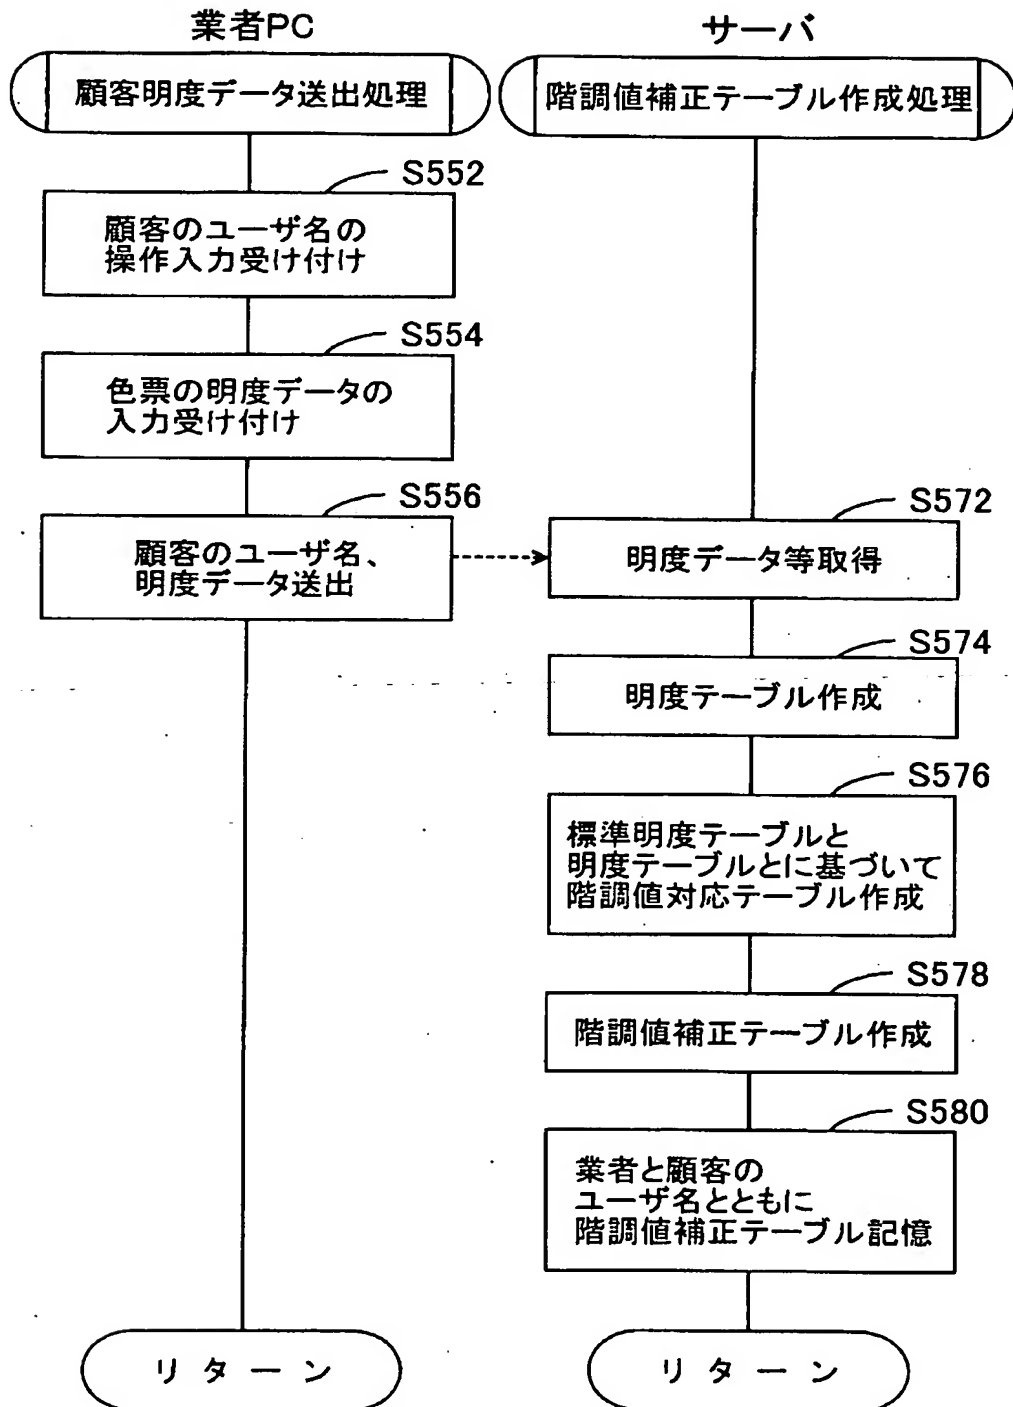 業者PC
顧客明度データ送出処理
S552
顧客のユーザ名の
操作入力受け付け
S554
色票の明度データの
入力受け付け
S556
顧客のユーザ名、
明度データ送出
リターン
サーバ
階調値補正テーブル作成処理
S572
明度データ等取得
S574
明度テーブル作成
S576
標準明度テーブルと
明度テーブルとに基づいて
階調値対応テーブル作成
S578
階調値補正テーブル作成
S580
業者と顧客の
ユーザ名とともに
階調値補正テーブル記憶
リターン